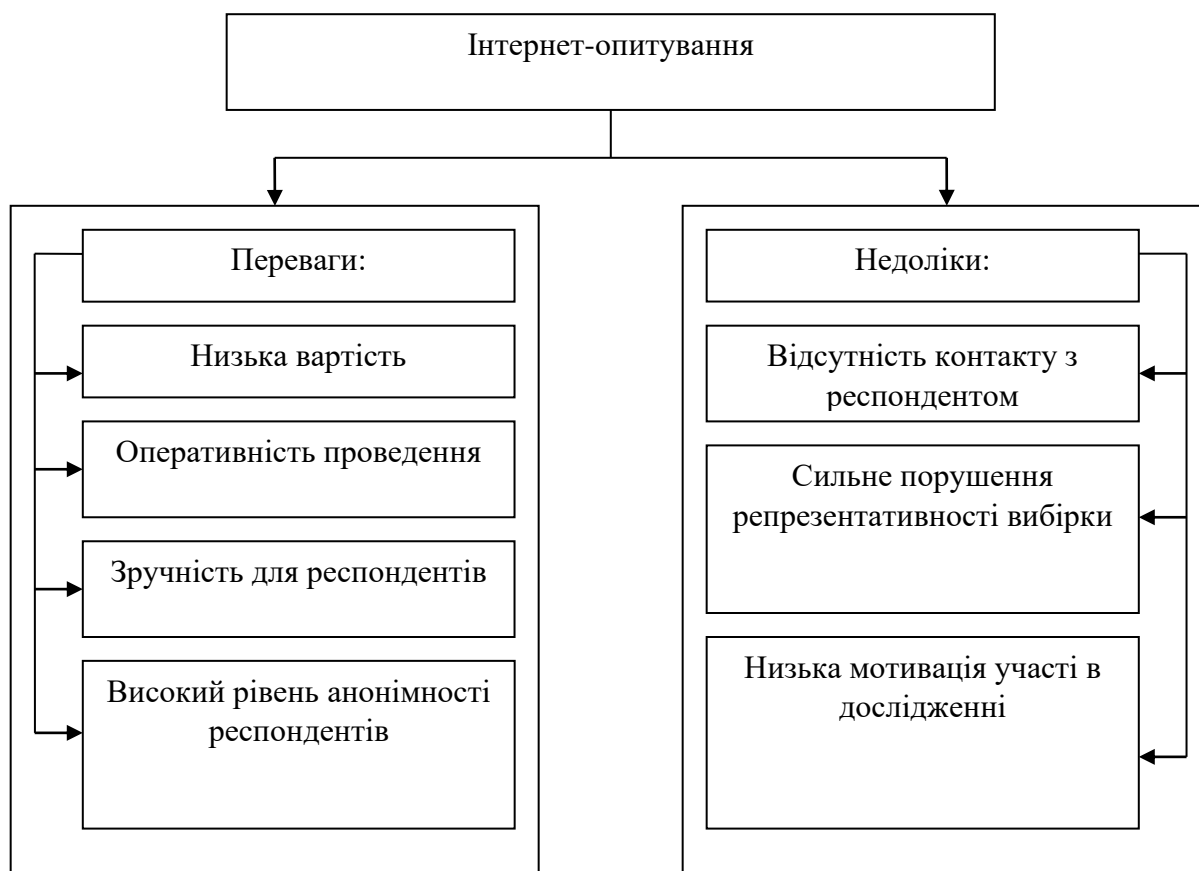 Інтернет-опитування
Переваги:
Низька вартість
Оперативність проведення
Зручність для респондентів
Високий рівень анонімності
респондентів
Недоліки:
Відсутність контакту з
респондентом
Сильне порушення
репрезентативності вибірки
Низька мотивація участі в
дослідженні